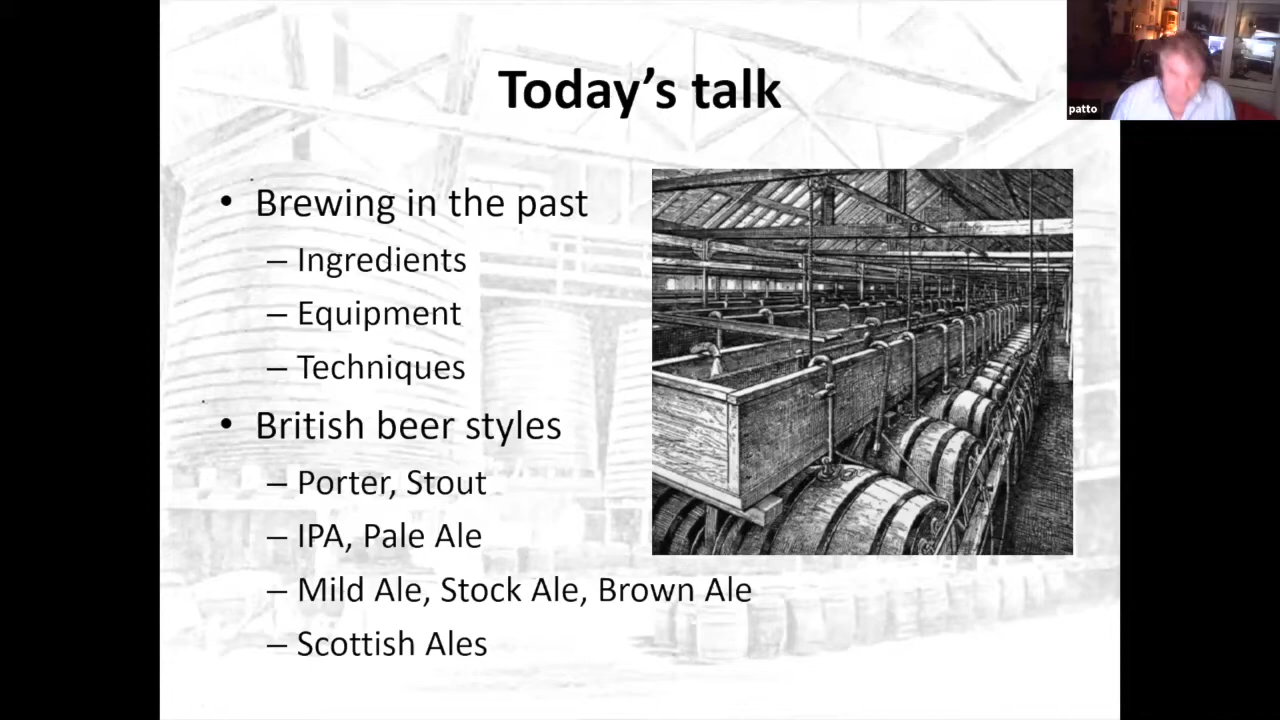 Today's talk
• Brewing in the past
– Ingredients
– Equipment
– Techniques
• British beer styles
– Porter, Stout
– IPA, Pale Ale
– Mild Ale, Stock Ale, Brown Ale
– Scottish Ales
patto